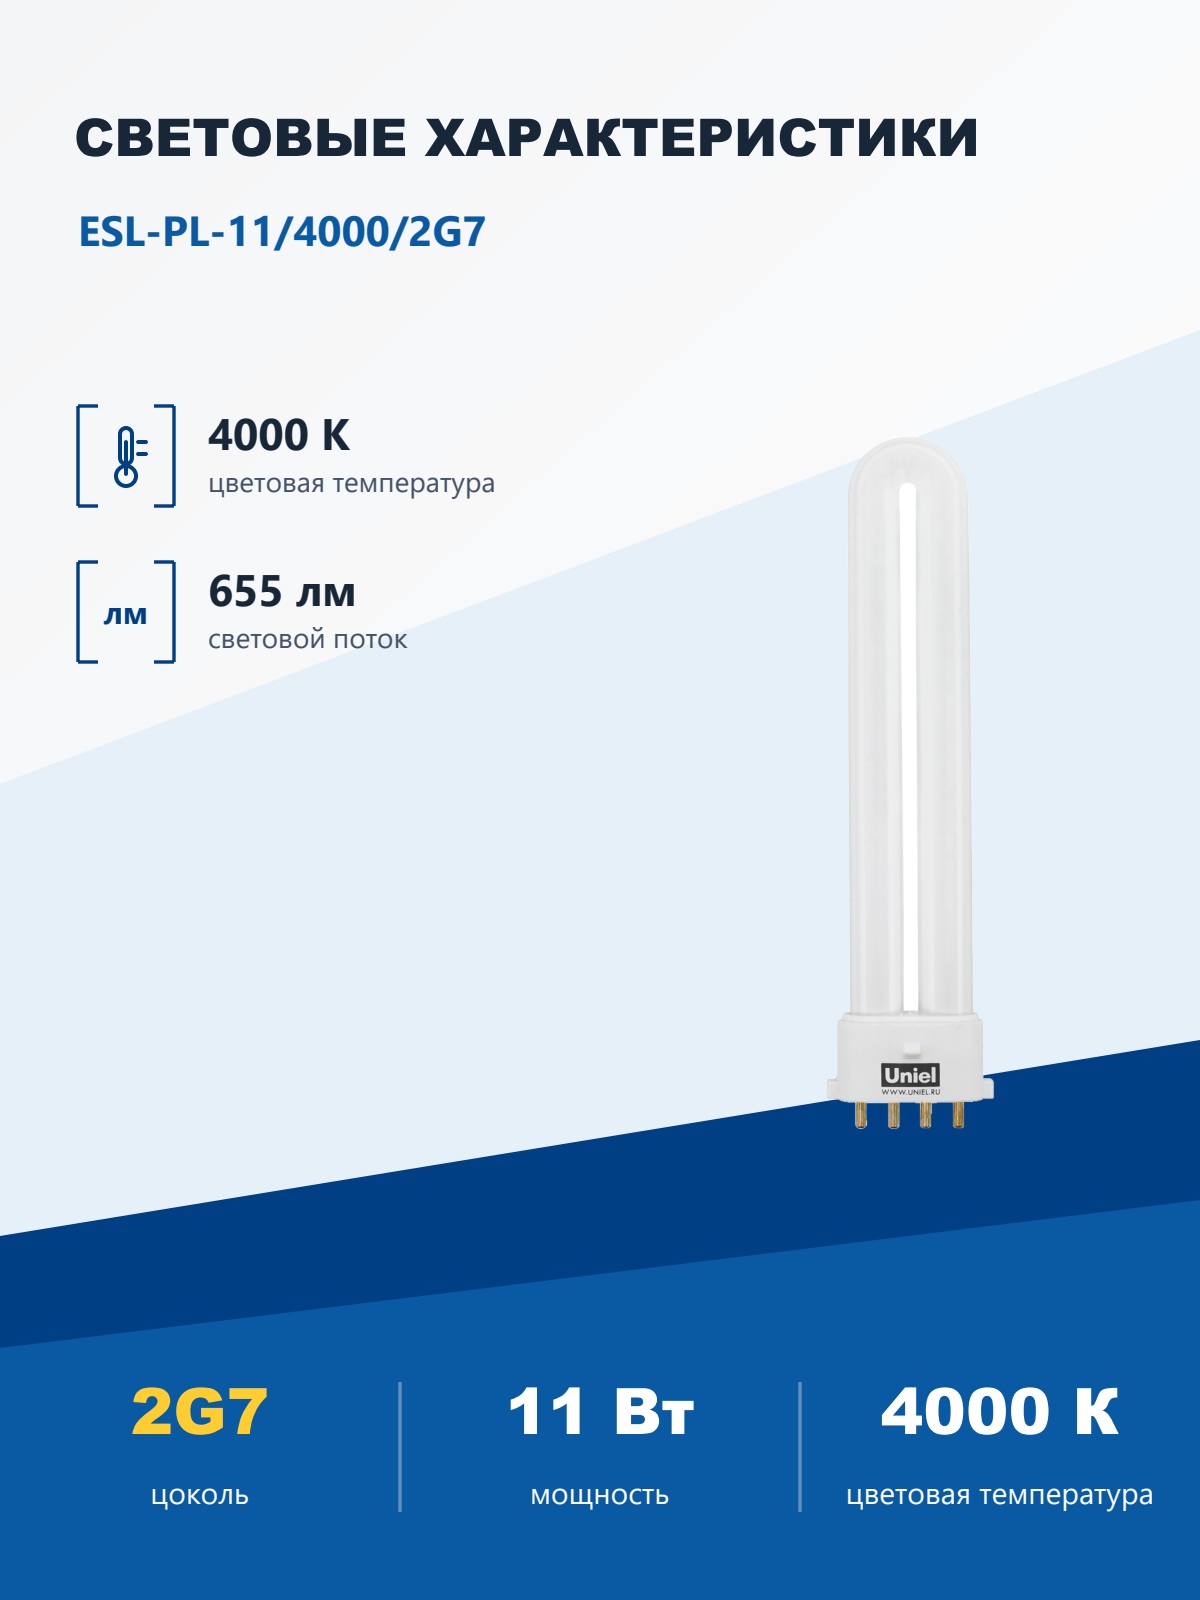 СВЕТОВЫЕ ХАРАКТЕРИСТИКИ
ESL-PL-11/4000/2G7
4000 К
цветовая температура
лм
655 лм
световой поток
Uniel
WWW.UNIEL.RU
2G7
11 Вт
4000 К
цоколь
мощность
цветовая температура